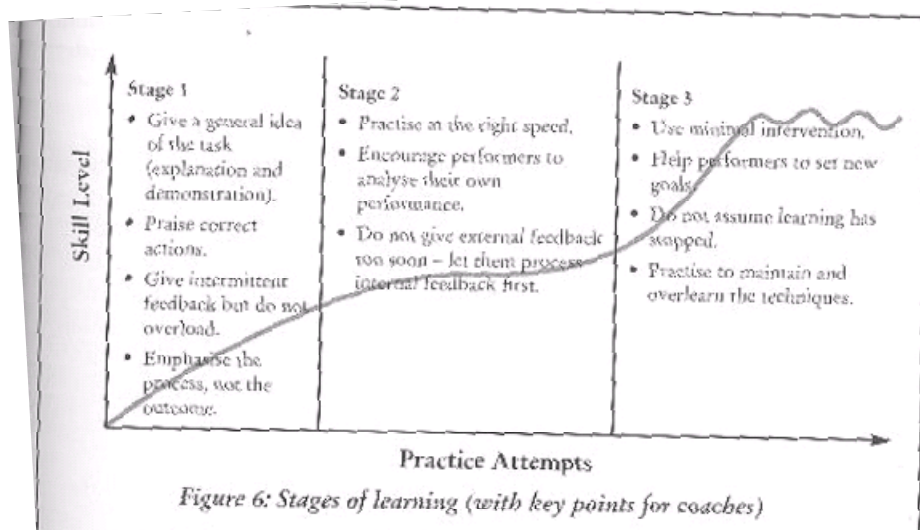 Skill Level
Stage 1
• Give a general idea
of the task
(explanation and
demonstration).
• Praise correct
actions.
• Give intermittent
feedback but do not
overload.
• Emphasise the
process, not the
outcome.
Stage 2
• Practise at the right speed.
• Encourage performers to
analyse their own
performance.
• Do not give external feedback
too soon – let them process
internal feedback first.
Stage 3
• Use minimal intervention.
• Help performers to set new
goals.
• Do not assume learning has
stopped.
• Practise to maintain and
overlearn the techniques.
Practice Attempts
Figure 6: Stages of learning (with key points for coaches)